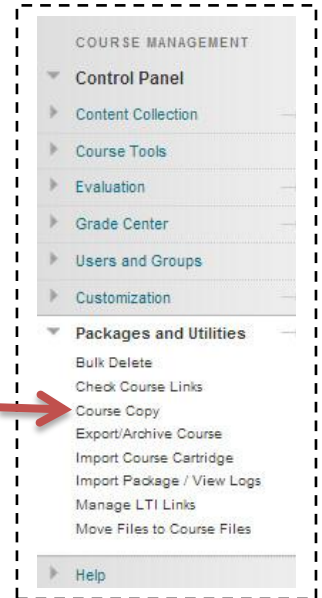 COURSE MANAGEMENT
Control Panel
Content Collection
Course Tools
Evaluation
Grade Center
Users and Groups
Customization
Packages and Utilities
Bulk Delete
Check Course Links
Course Copy
Export/Archive Course
Import Course Cartridge
Import Package / View Logs
Manage LTI Links
Move Files to Course Files
Help